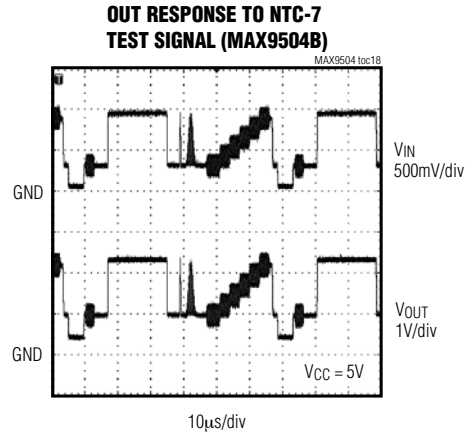 OUT RESPONSE TO NTC-7
TEST SIGNAL (MAX9504B)
MAX9504 toc18
T
VIN
500mV/div
GND
VOUT
1V/div
GND
VCC = 5V
10µs/div